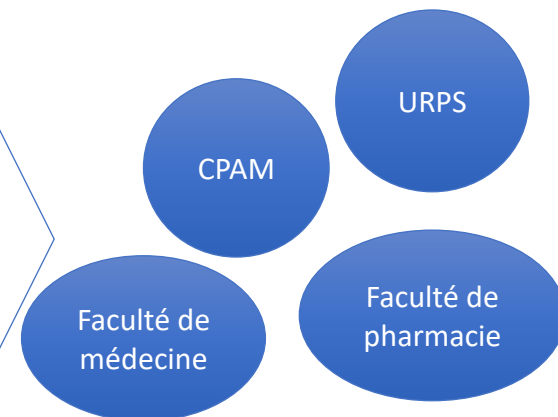 URPS
CPAM
Faculté de
médecine
Faculté de
pharmacie